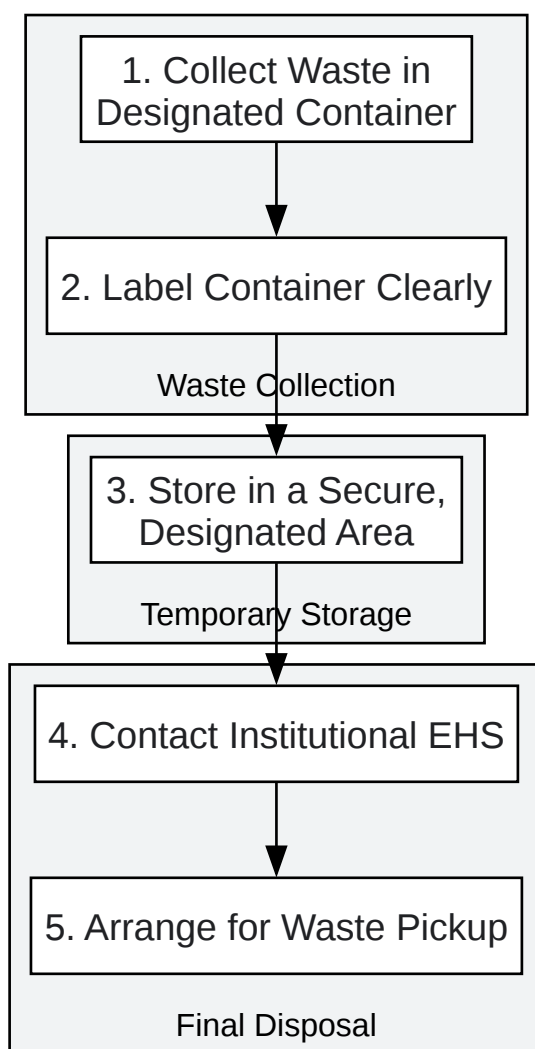 1. Collect Waste in
Designated Container
2. Label Container Clearly
Waste Collection
3. Store in a Secure,
Designated Area
Temporary Storage
4. Contact Institutional EHS
5. Arrange for Waste Pickup
Final Disposal